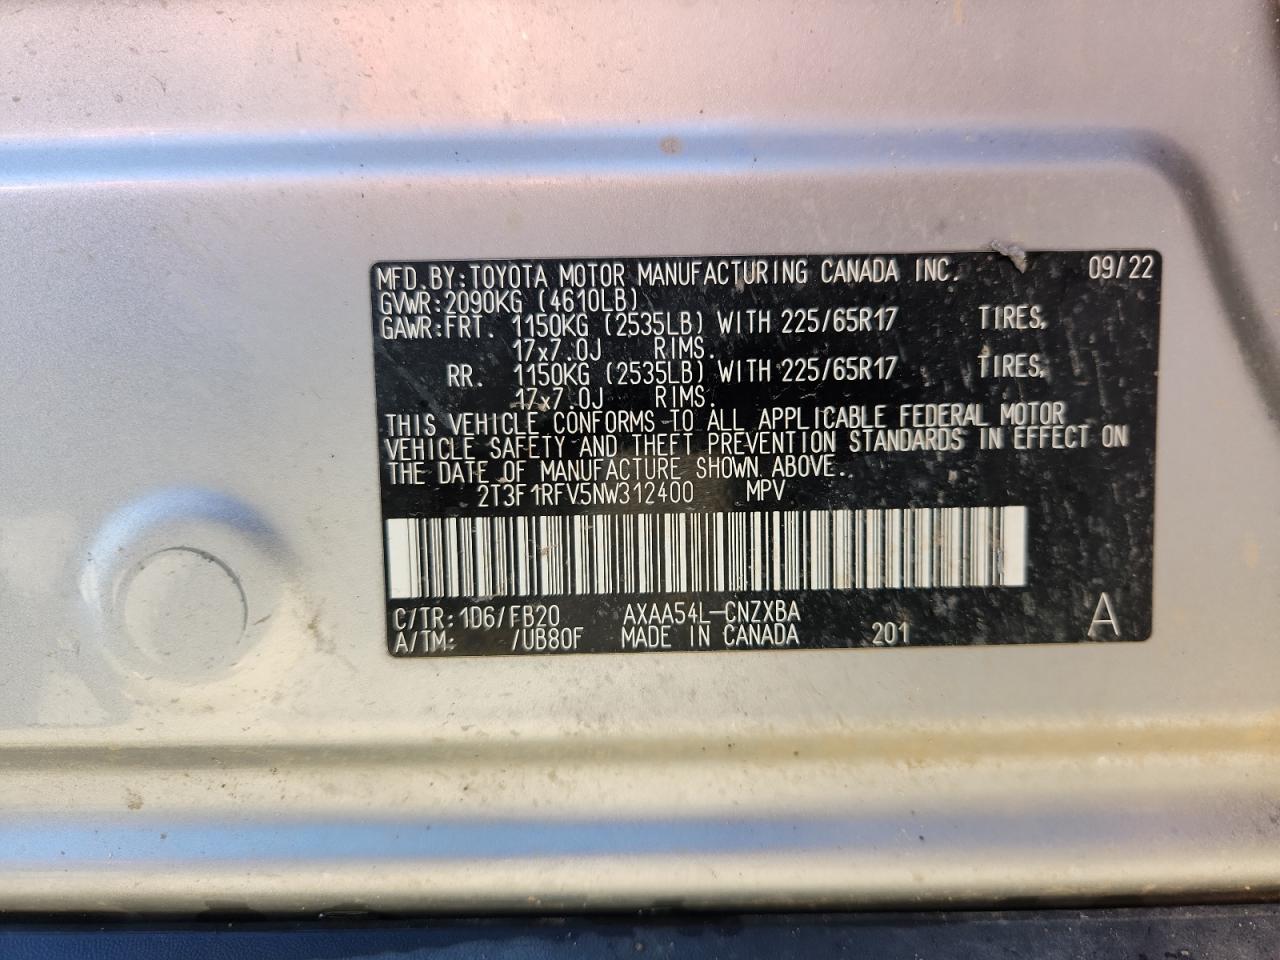 MFD. BY: TOYOTA MOTOR MANUFACTURING CANADA INC. 09/22
GVWR: 2090KG (4610LB)
GAWR: FRT. 1150KG (2535LB) WITH 225/65R17 TIRES,
17x7.0J RIMS.
RR. 1150KG (2535LB) WITH 225/65R17 TIRES,
17x7.0J RIMS.
THIS VEHICLE CONFORMS TO ALL APPLICABLE FEDERAL MOTOR
VEHICLE SAFETY AND THEFT PREVENTION STANDARDS IN EFFECT ON
THE DATE OF MANUFACTURE SHOWN ABOVE.
2T3F1RFV5NW312400 MPV
C/TR: 1D6/FB20 AXAA54L-CNZXBA
A/TM: /UB80F MADE IN CANADA 201 A